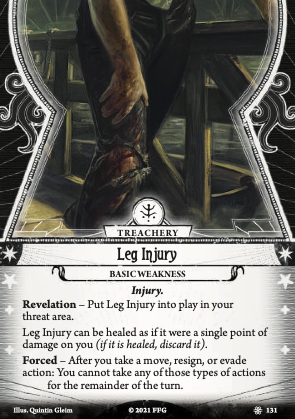 TREACHERY
Leg Injury
BASIC WEAKNESS
Injury.
Revelation – Put Leg Injury into play in your
threat area.
Leg Injury can be healed as if it were a single point of
damage on you (if it is healed, discard it).
Forced – After you take a move, resign, or evade
action: You cannot take any of those types of actions
for the remainder of the turn.
Illus. Quintin Gleim
© 2021 FFG
131